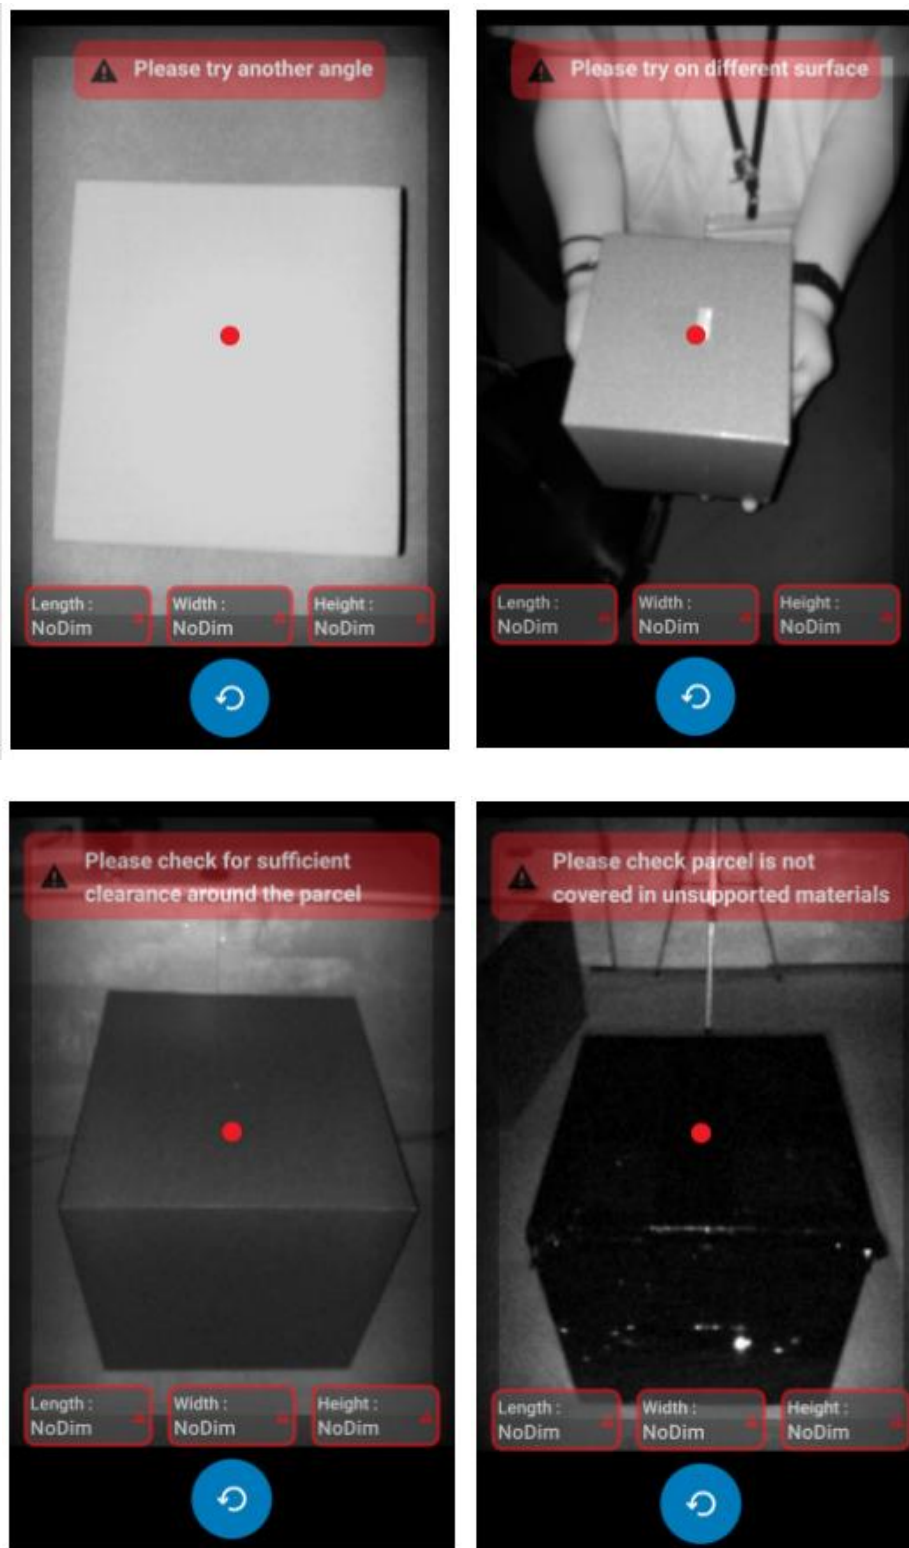 Please try another angle
Length :
NoDim
Width :
NoDim
Height :
NoDim
Please try on different surface
Length :
NoDim
Width :
NoDim
Height :
NoDim
Please check for sufficient
clearance around the parcel
Length :
NoDim
Width :
NoDim
Height :
NoDim
Please check parcel is not
covered in unsupported materials
Length :
NoDim
Width :
NoDim
Height :
NoDim